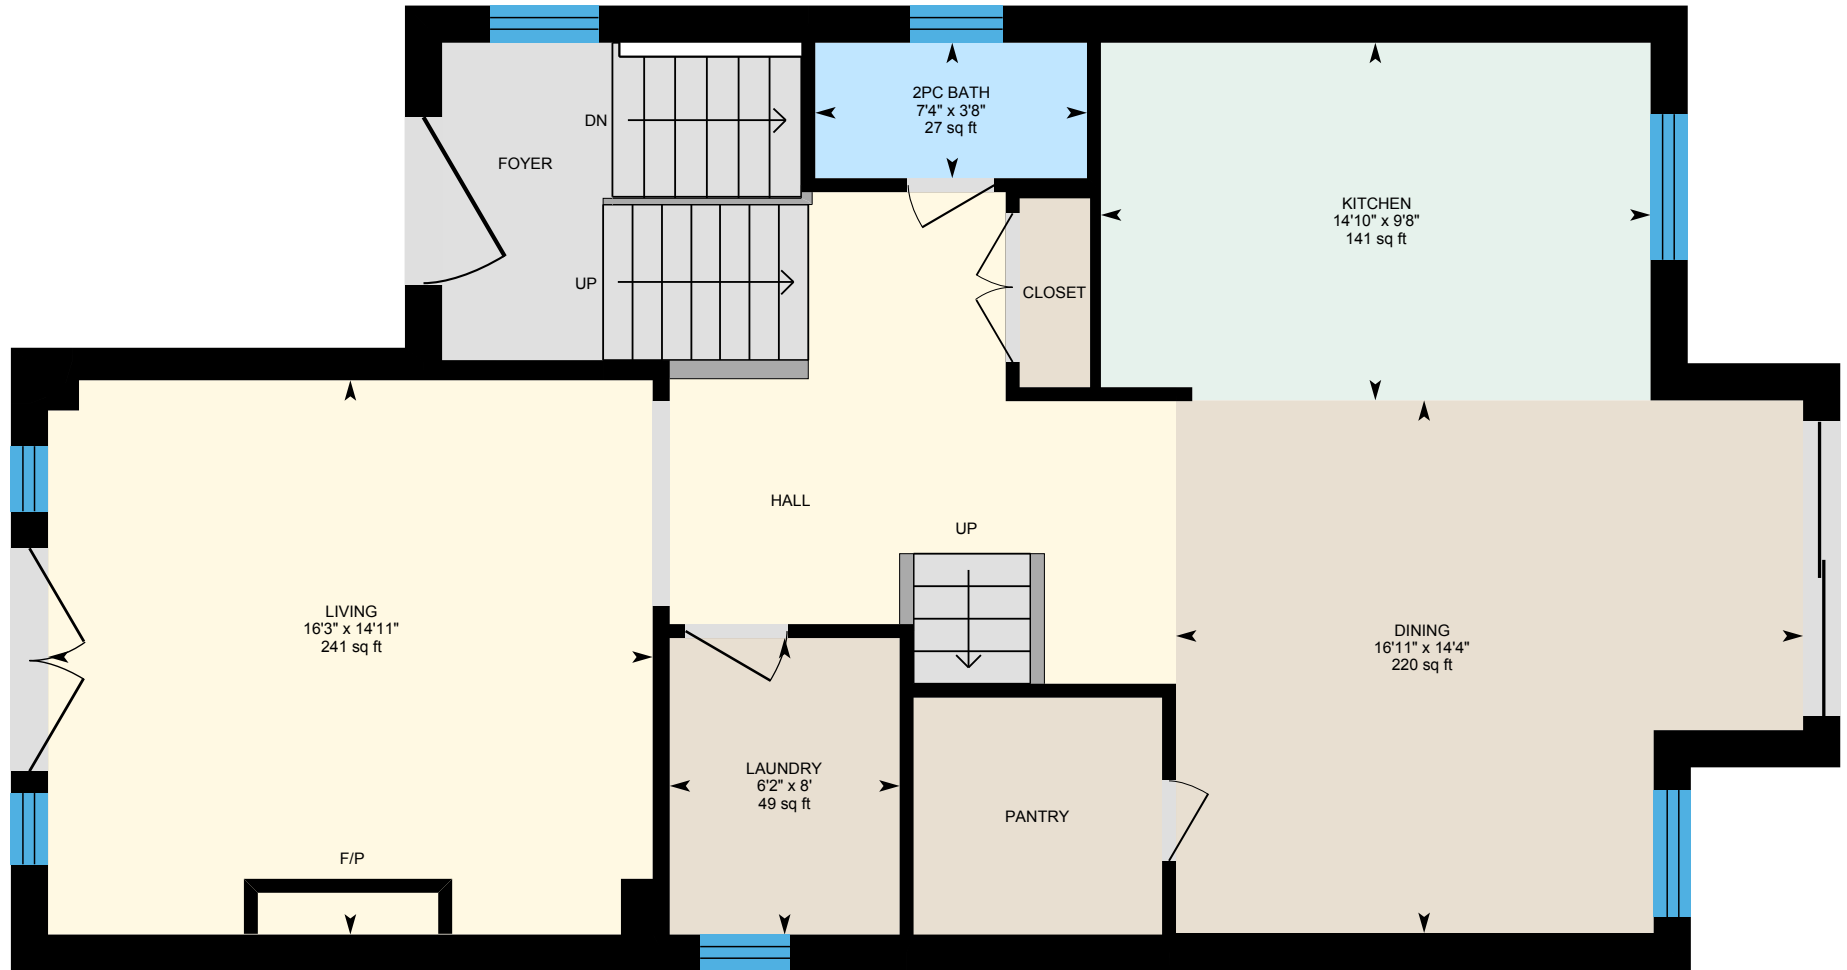 2PC BATH
7'4" x 3'8"
27 sq ft
DN
FOYER
KITCHEN
14'10" x 9'8"
141 sq ft
UP
CLOSET
HALL
UP
LIVING
16'3" x 14'11"
241 sq ft
DINING
16'11" x 14'4"
220 sq ft
LAUNDRY
6'2" x 8'
49 sq ft
PANTRY
F/P